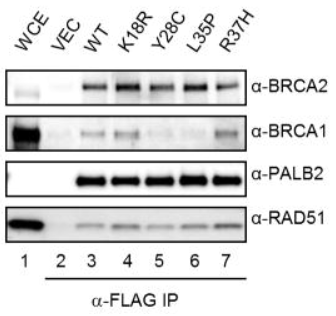 WCE VEC WT K18R Y28C L35P R37H
α-BRCA2
α-BRCA1
α-PALB2
α-RAD51
1 2 3 4 5 6 7
α-FLAG IP